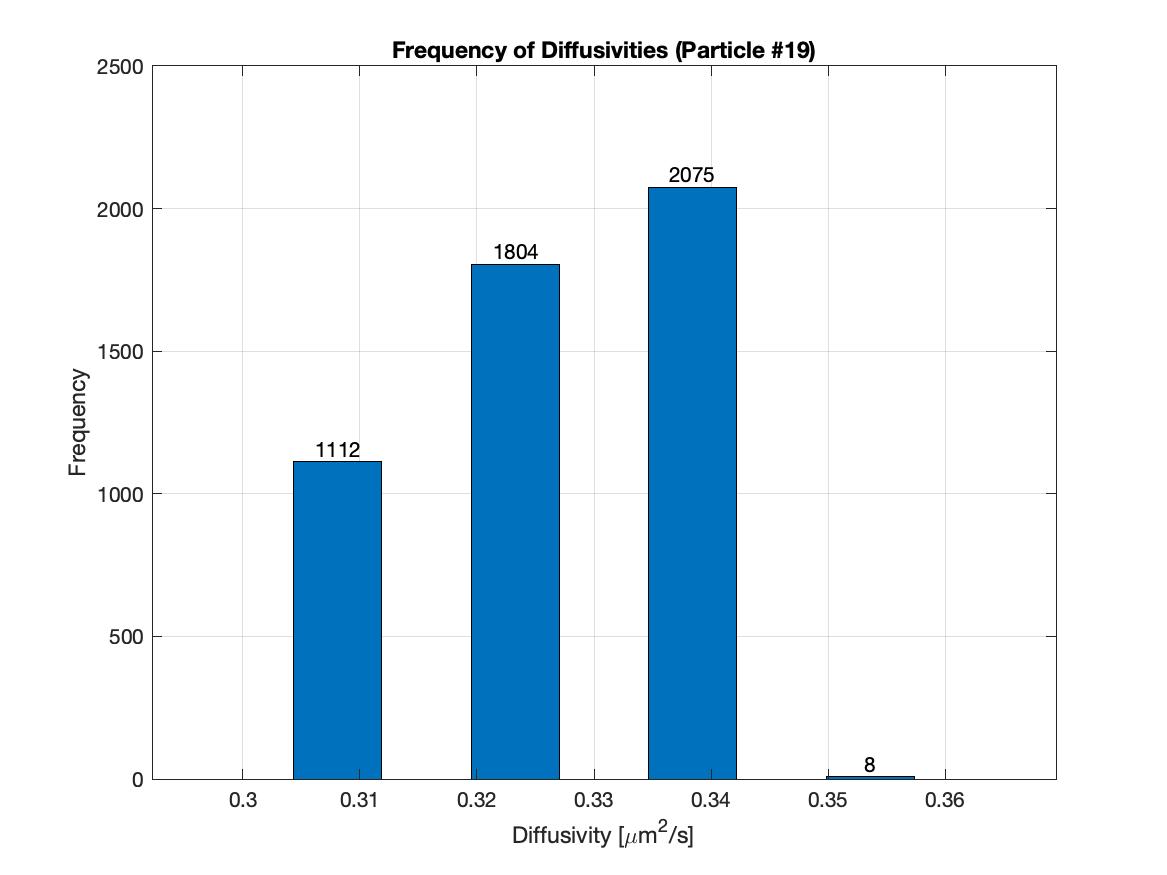 Frequency of Diffusivities (Particle #19)
2500
2000
1500
1000
500
0
Frequency
1112
1804
2075
8
0.3 0.31 0.32 0.33 0.34 0.35 0.36
Diffusivity [μm²/s]